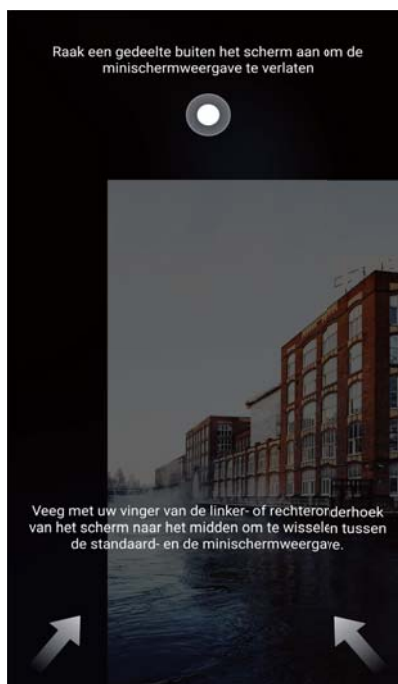 Raak een gedeelte buiten het scherm aan om de
minischermweergave te verlaten
Veeg met uw vinger van de linker- of rechteronderhoek
van het scherm naar het midden om te wisselen tussen
de standaard- en de minischermweergave.